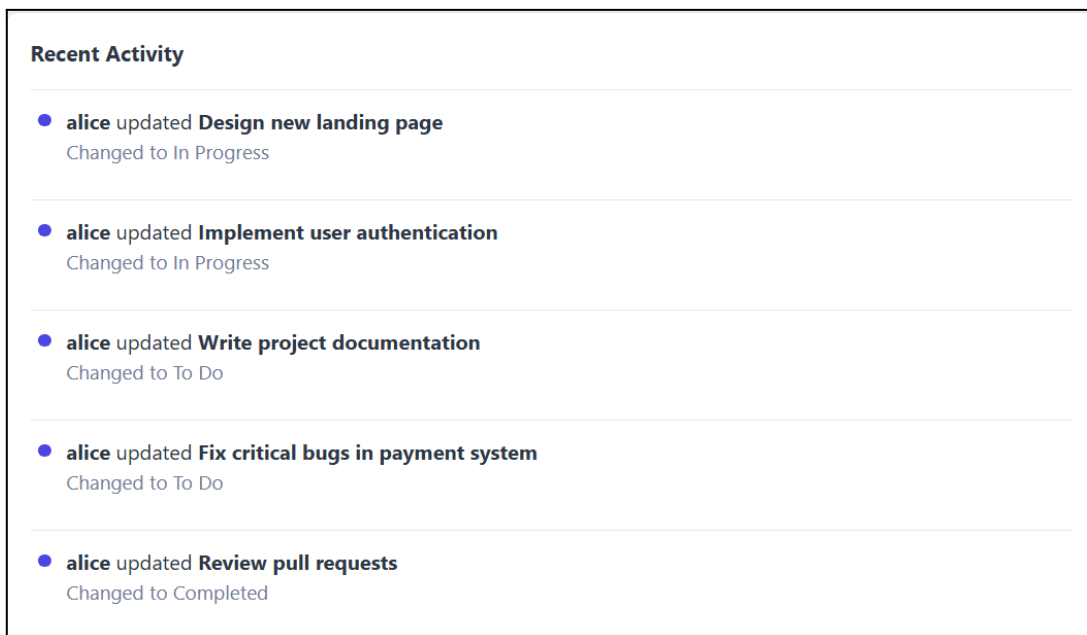 Recent Activity
alice updated Design new landing page
Changed to In Progress
alice updated Implement user authentication
Changed to In Progress
alice updated Write project documentation
Changed to To Do
alice updated Fix critical bugs in payment system
Changed to To Do
alice updated Review pull requests
Changed to Completed